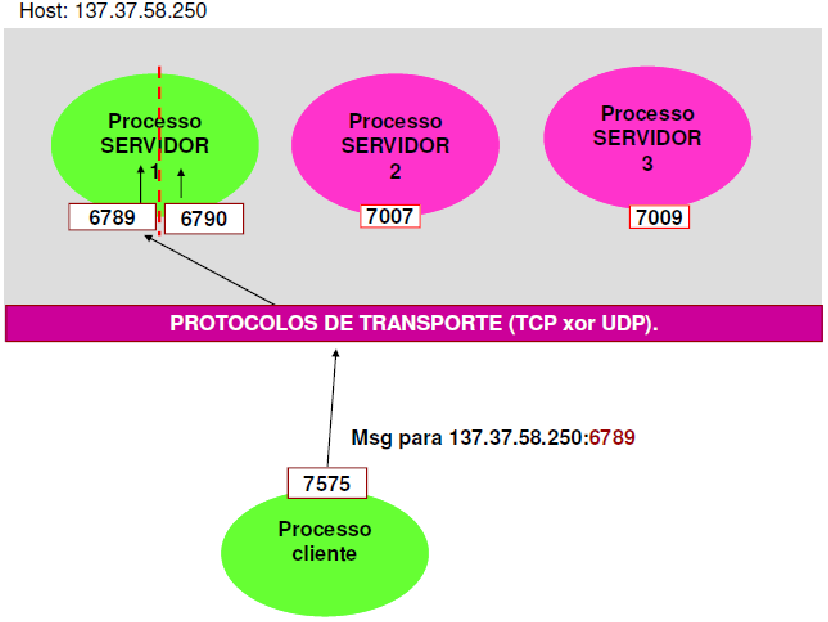 Host: 137.37.58.250
Processo
SERVIDOR
1
6789
6790
Processo
SERVIDOR
2
7007
Processo
SERVIDOR
3
7009
PROTOCOLOS DE TRANSPORTE (TCP xor UDP).
Msg para 137.37.58.250:6789
7575
Processo
cliente